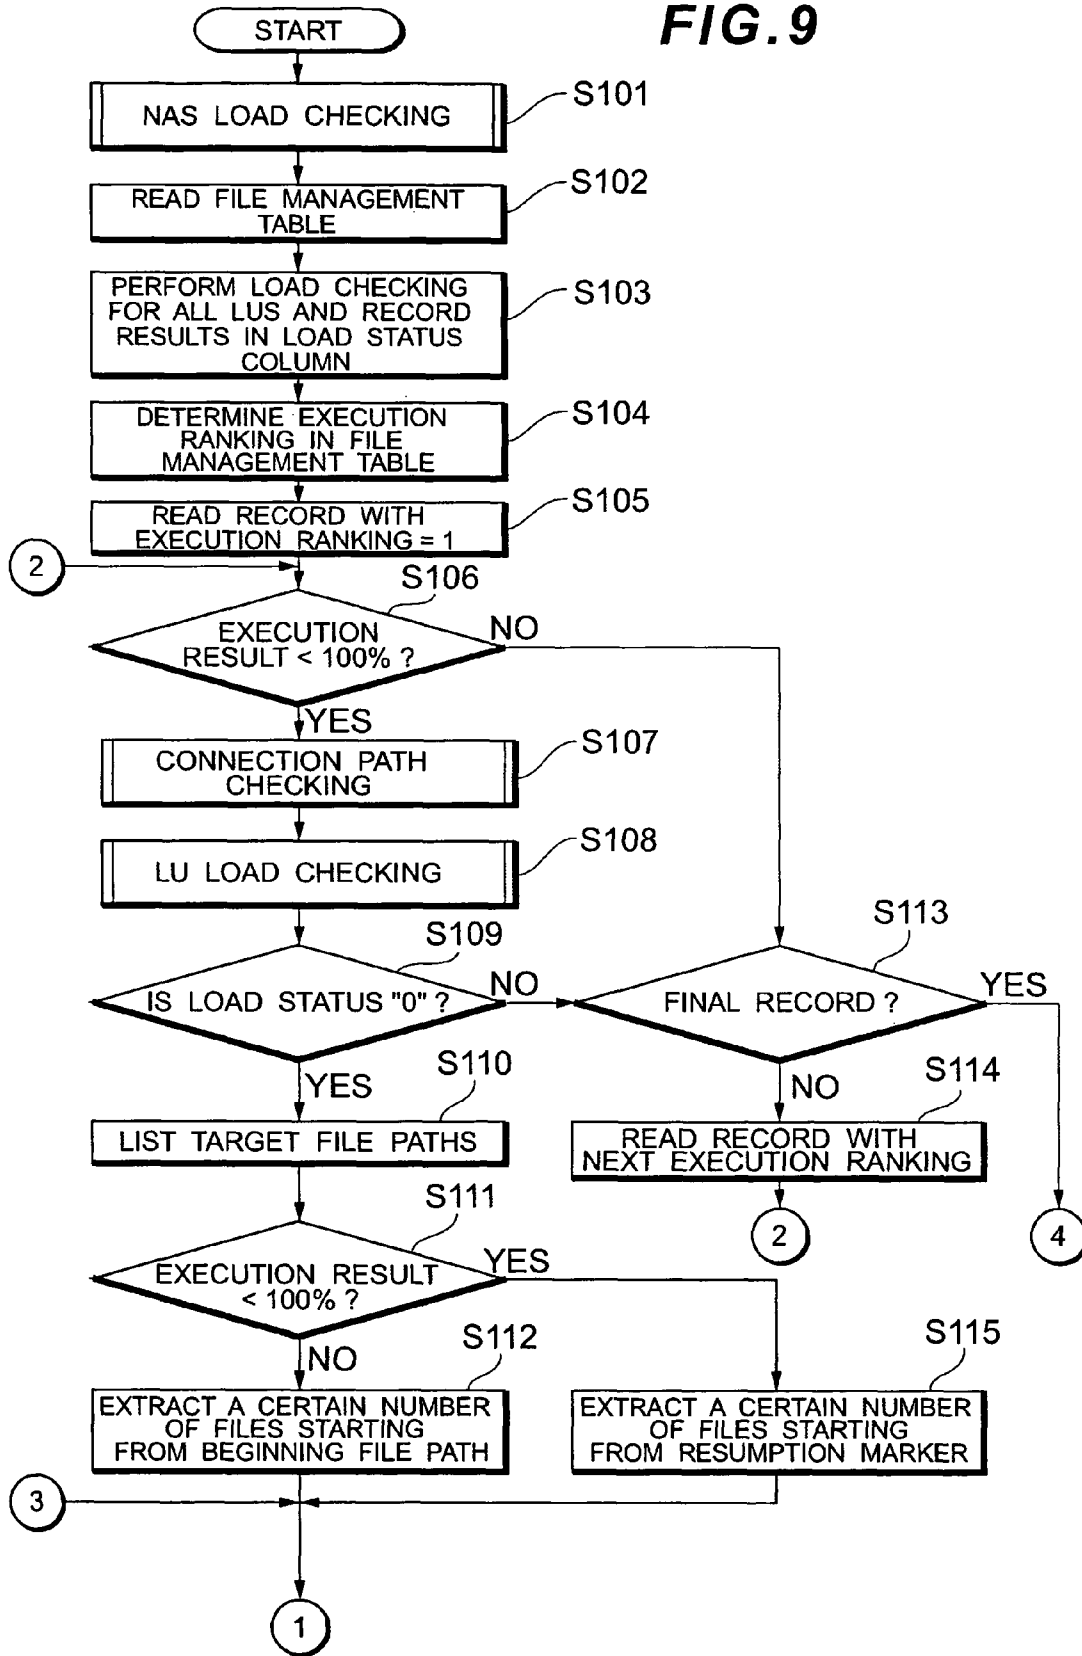 FIG.9
START
NAS LOAD CHECKING
S101
READ FILE MANAGEMENT
TABLE
S102
PERFORM LOAD CHECKING
FOR ALL LUS AND RECORD
RESULTS IN LOAD STATUS
COLUMN
S103
DETERMINE EXECUTION
RANKING IN FILE
MANAGEMENT TABLE
S104
READ RECORD WITH
EXECUTION RANKING = 1
S105
2
S106
EXECUTION
RESULT < 100% ?
NO
YES
CONNECTION PATH
CHECKING
S107
LU LOAD CHECKING
S108
S109
IS LOAD STATUS "0" ?
NO
YES
S113
FINAL RECORD ?
YES
NO
S110
LIST TARGET FILE PATHS
S114
READ RECORD WITH
NEXT EXECUTION RANKING
2
4
S111
EXECUTION RESULT
< 100% ?
YES
NO
S112
EXTRACT A CERTAIN NUMBER
OF FILES STARTING
FROM BEGINNING FILE PATH
S115
EXTRACT A CERTAIN NUMBER
OF FILES STARTING
FROM RESUMPTION MARKER
3
1